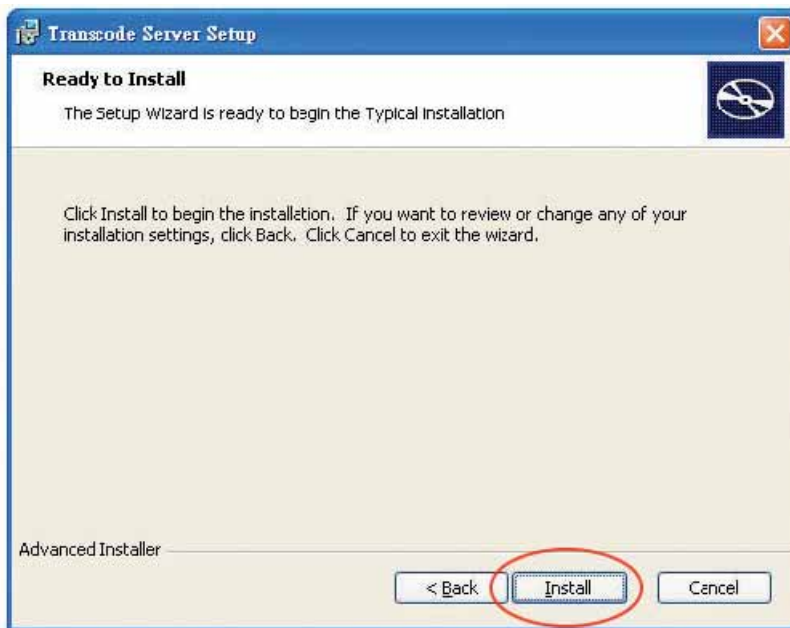 Transcode Server Setup
Ready to Install
The Setup Wizard is ready to begin the Typical installation
Click Install to begin the installation. If you want to review or change any of your
installation settings, click Back. Click Cancel to exit the wizard.
Advanced Installer
< Back
Install
Cancel